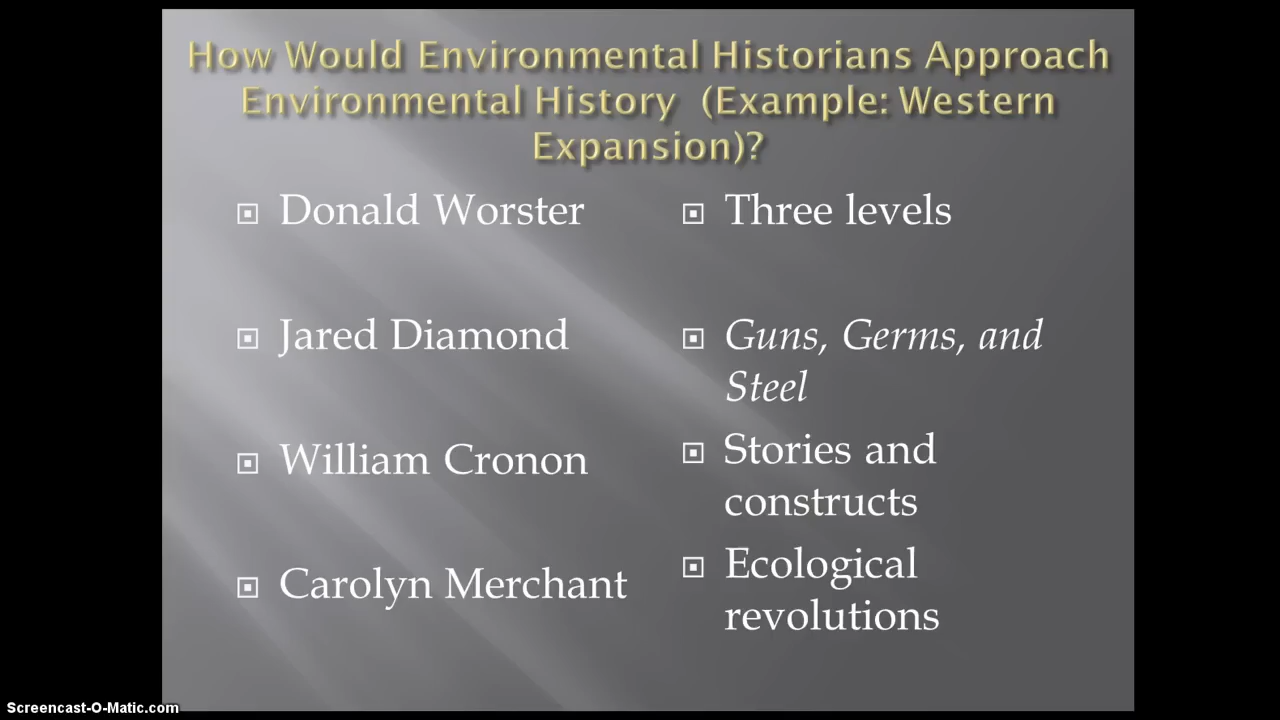 How Would Environmental Historians Approach
Environmental History (Example: Western
Expansion)?
Donald Worster
Jared Diamond
William Cronon
Carolyn Merchant
Three levels
Guns, Germs, and
Steel
Stories and
constructs
Ecological
revolutions
Screencast-O-Matic.com